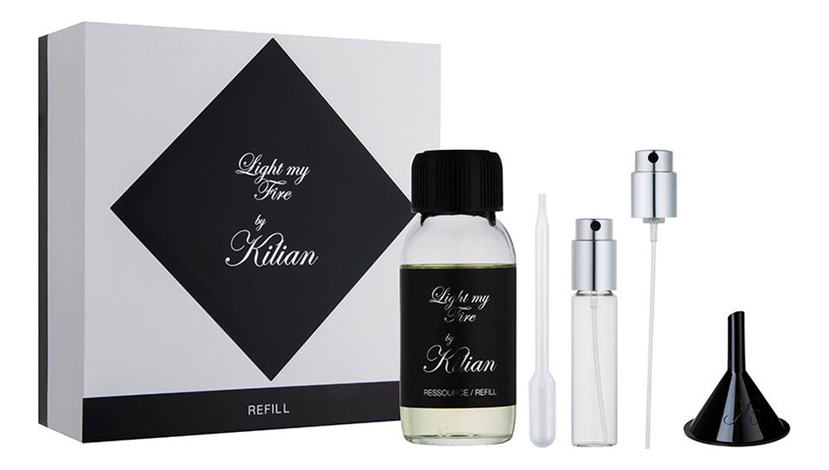 Light my
Fire
by
Kilian
REFILL
Light my
Fire
by
Kilian
RESSOURCE / REFILL